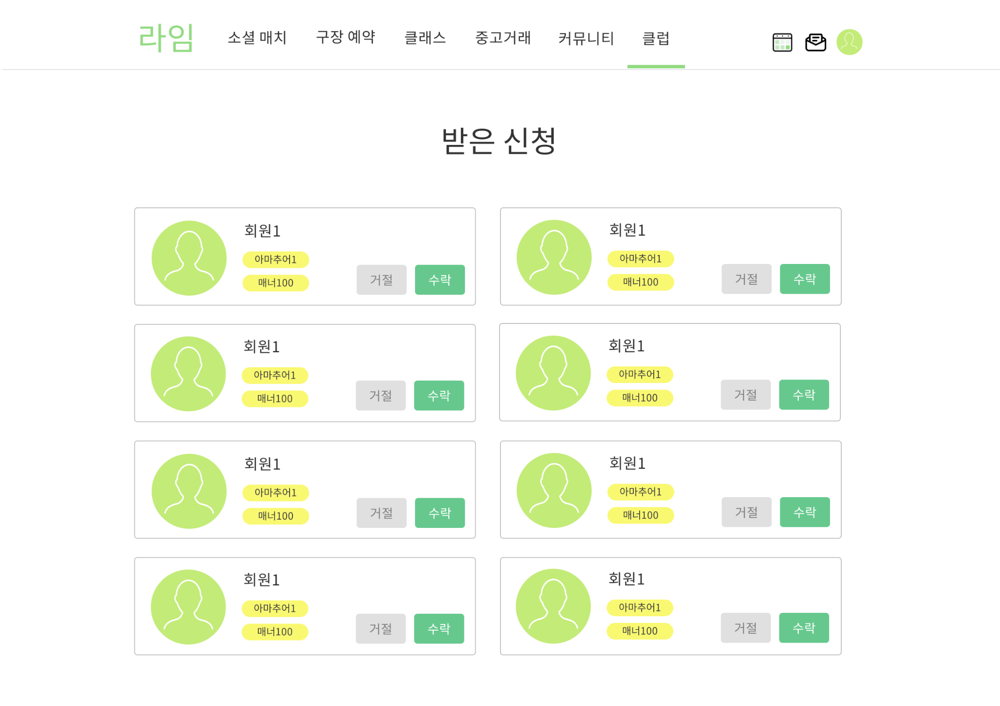 라임 소셜 매치 구장 예약 클래스 중고거래 커뮤니티 클럽
받은 신청
회원1
아마추어1
매너100
거절 수락
회원1
아마추어1
매너100
거절 수락
회원1
아마추어1
매너100
거절 수락
회원1
아마추어1
매너100
거절 수락
회원1
아마추어1
매너100
거절 수락
회원1
아마추어1
매너100
거절 수락
회원1
아마추어1
매너100
거절 수락
회원1
아마추어1
매너100
거절 수락